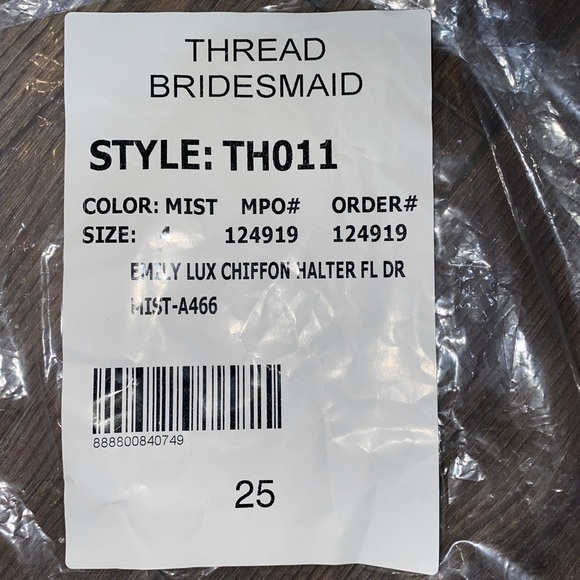 THREAD
BRIDESMAID
STYLE: TH011
COLOR: MIST MPO# ORDER#
SIZE: 4 124919 124919
EMILY LUX CHIFFON HALTER FL DR
MIST-A466
888800840749
25